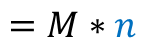 = M * n